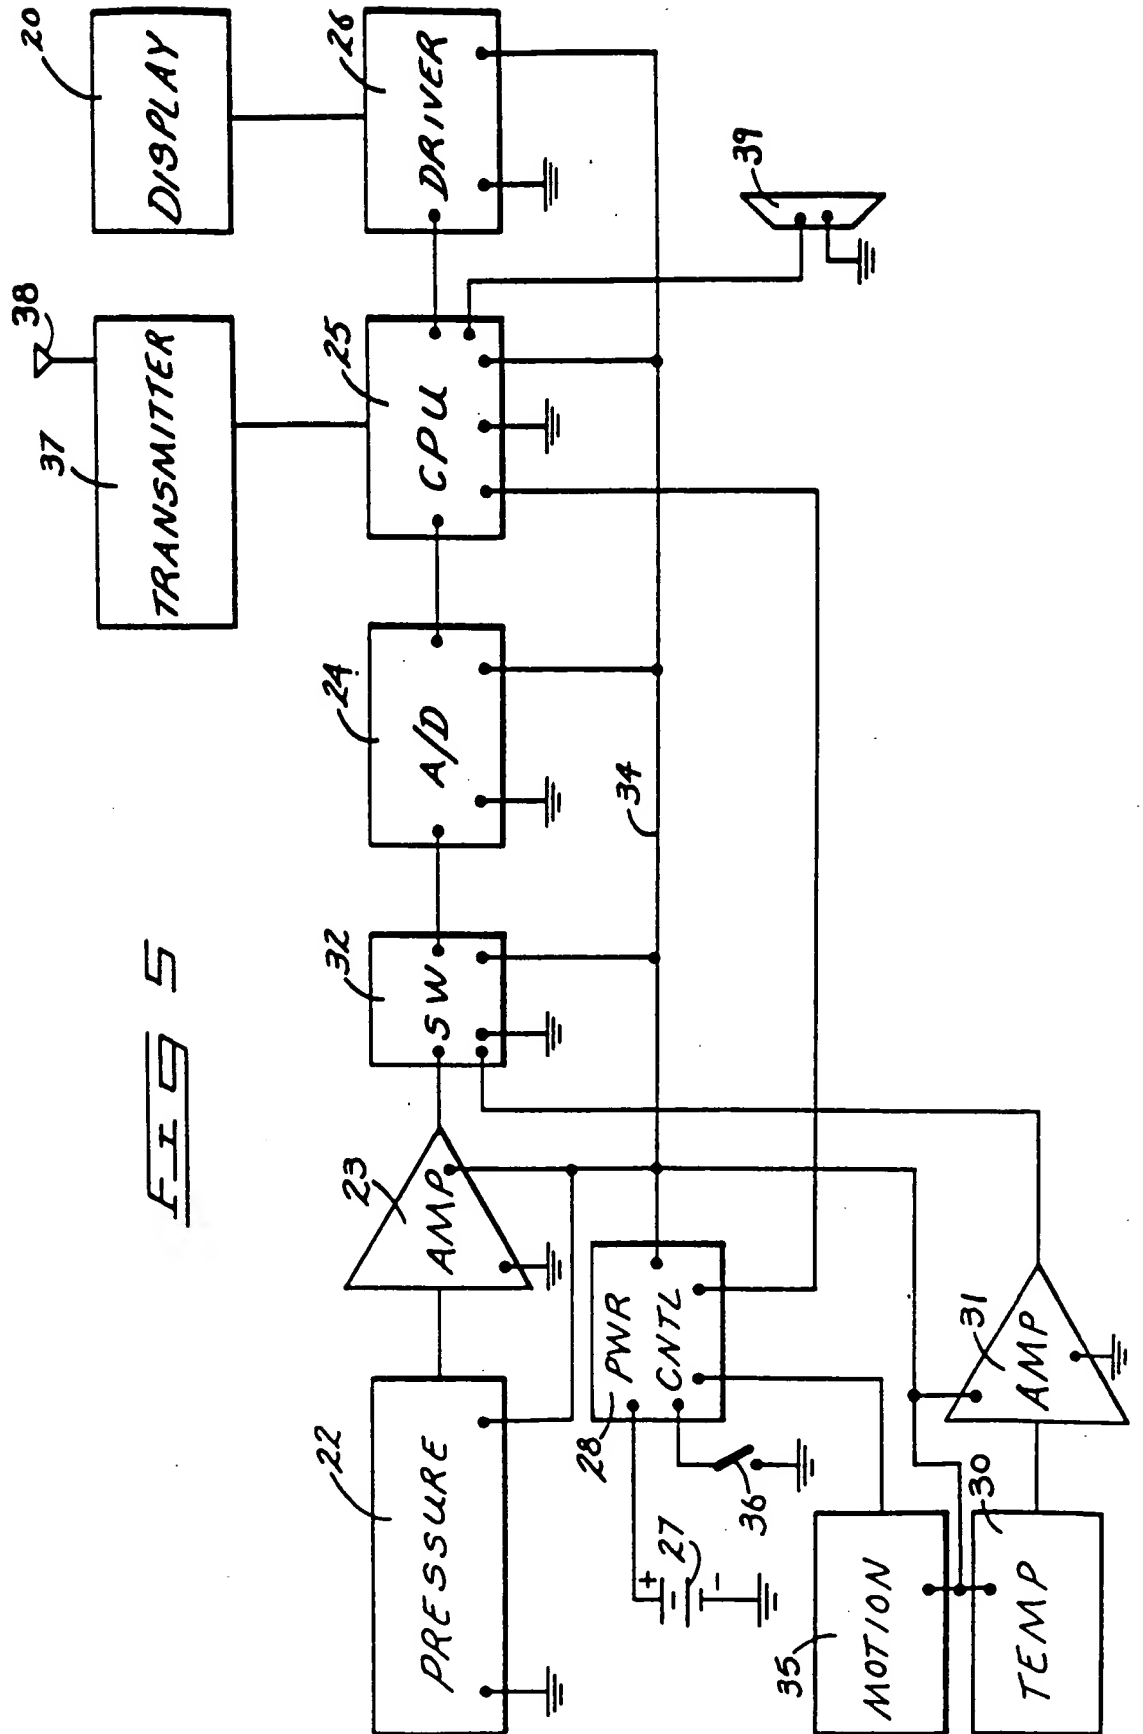 FIG 5
20
DISPLAY
38
37
TRANSMITTER
26
DRIVER
25
CPU
24
A/D
32
SW
23
AMP
22
PRESSURE
39
34
28
PWR
CNTL
36
+
27
-
35
MOTION
30
TEMP
31
AMP